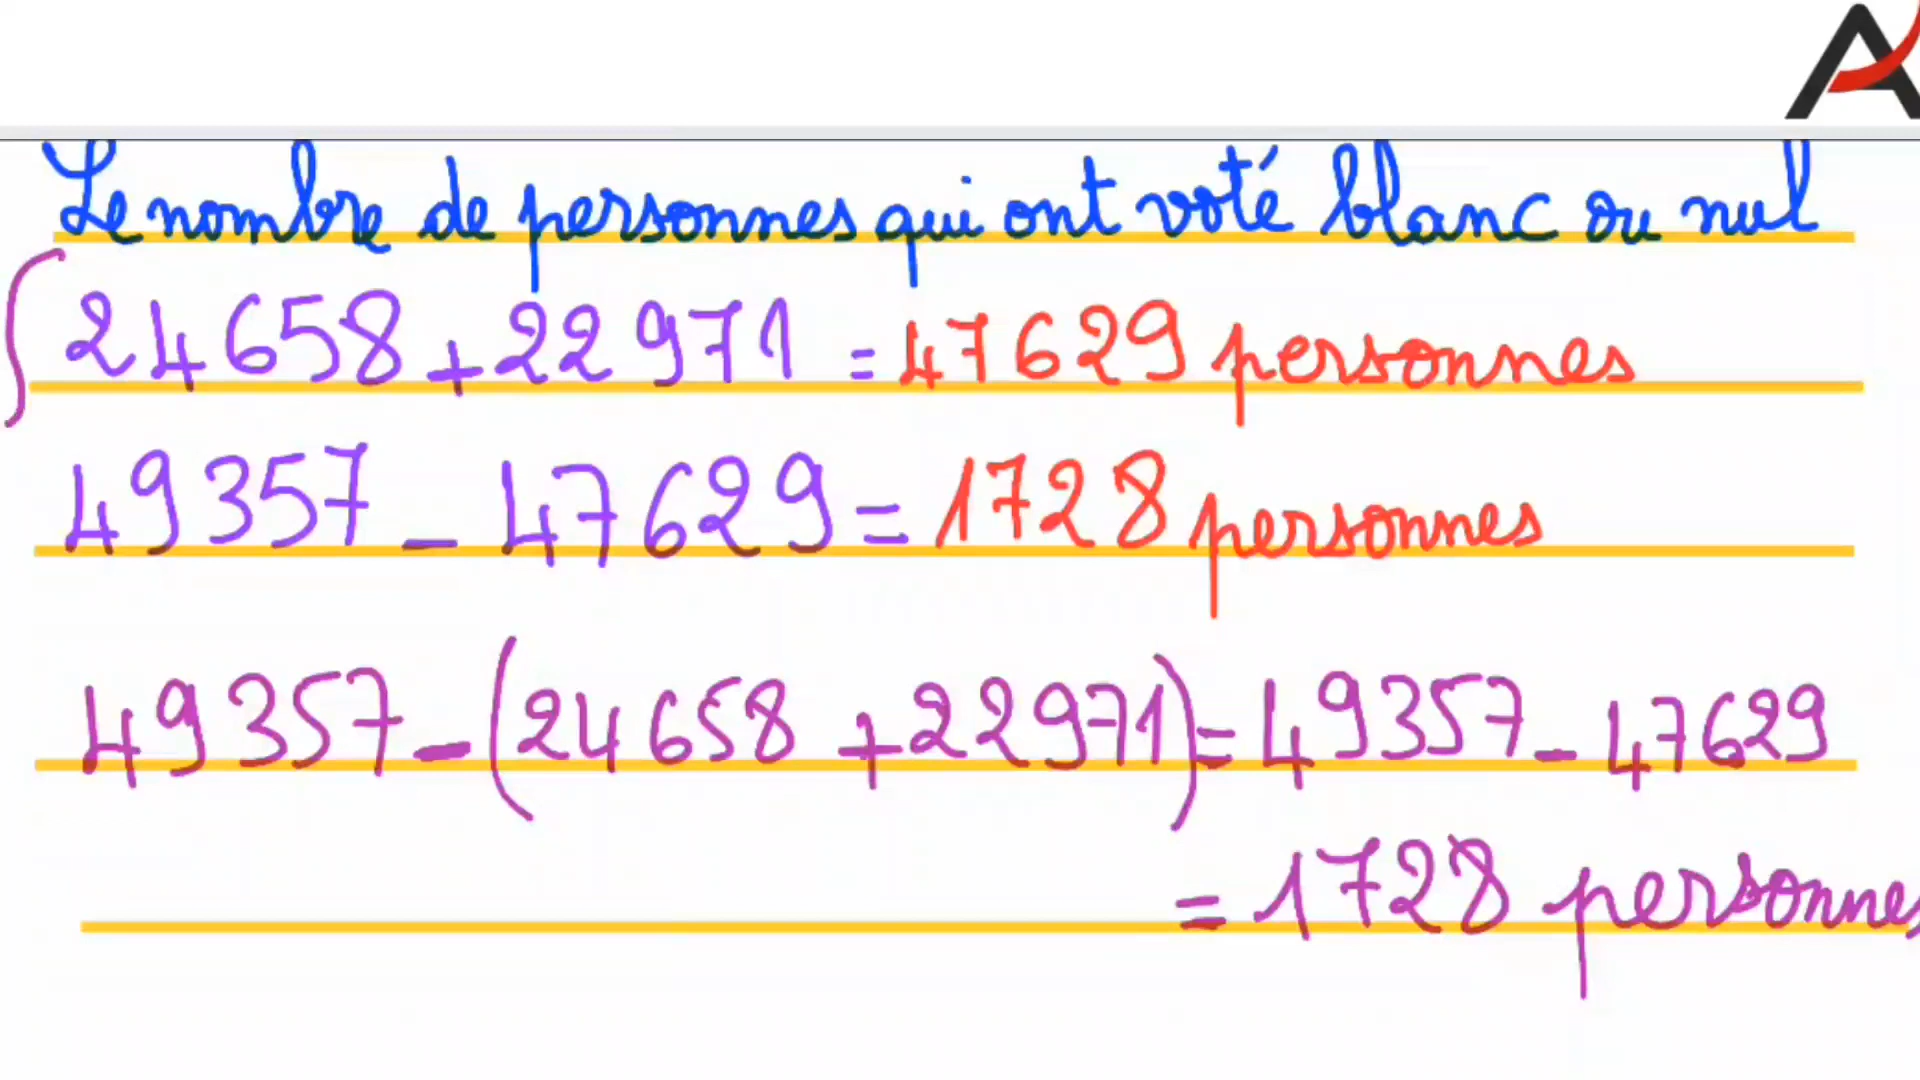 Le nombre de personnes qui ont voté blanc ou nul
24658+22971 = 47629 personnes
49357 - 47629 = 1728 personnes
49357 - (24658 + 22971) = 49357 - 47629
= 1728 personnes